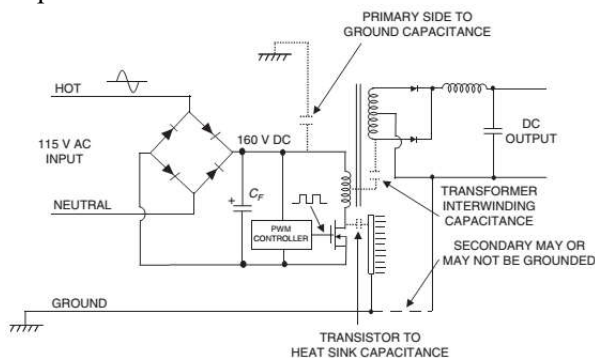 PRIMARY SIDE TO
GROUND CAPACITANCE
HOT
115 V AC
INPUT
160 V DC
DC
OUTPUT
+
C_F
NEUTRAL
PWM
CONTROLLER
TRANSFORMER
INTERWINDING
CAPACITANCE
SECONDARY MAY OR
MAY NOT BE GROUNDED
GROUND
TRANSISTOR TO
HEAT SINK CAPACITANCE